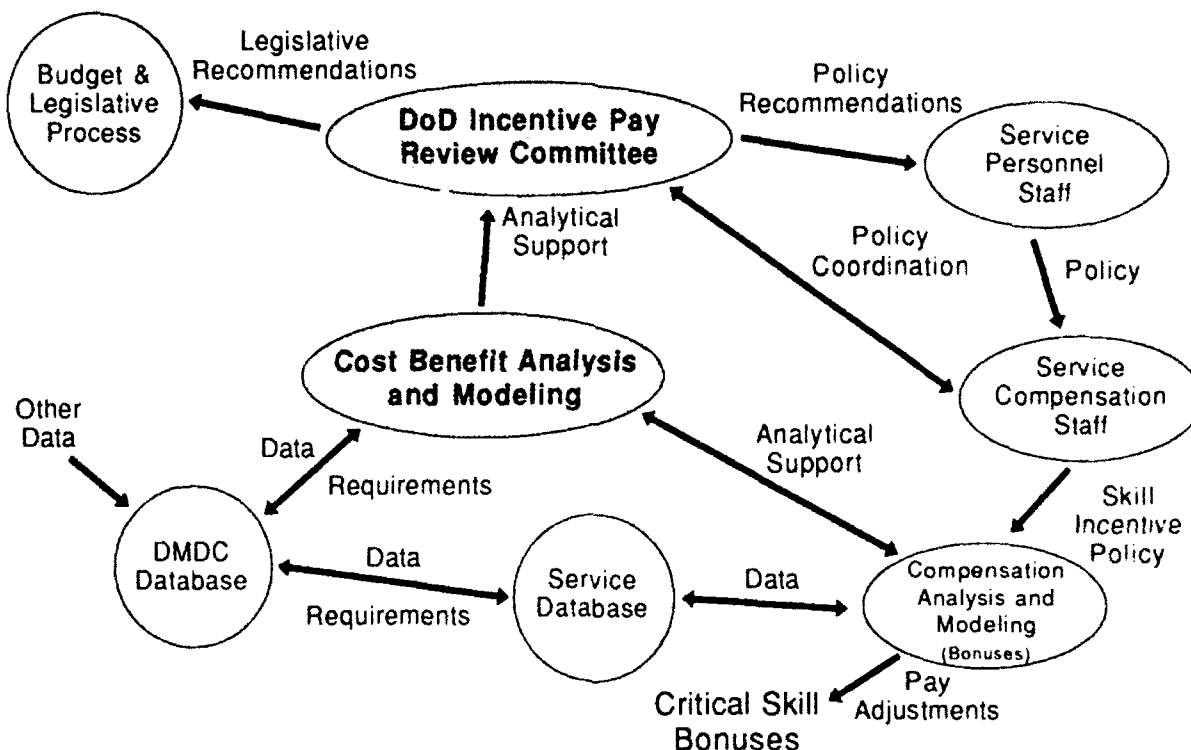 Legislative
Recommendations
Budget &
Legislative
Process
DoD Incentive Pay
Review Committee
Policy
Recommendations
Service
Personnel
Staff
Analytical
Support
Policy
Coordination
Policy
Cost Benefit Analysis
and Modeling
Service
Compensation
Staff
Other
Data
Data
Requirements
Analytical
Support
Skill
Incentive
Policy
DMDC
Database
Data
Requirements
Service
Database
Data
Compensation
Analysis and
Modeling
(Bonuses)
Critical Skill
Bonuses
Pay
Adjustments